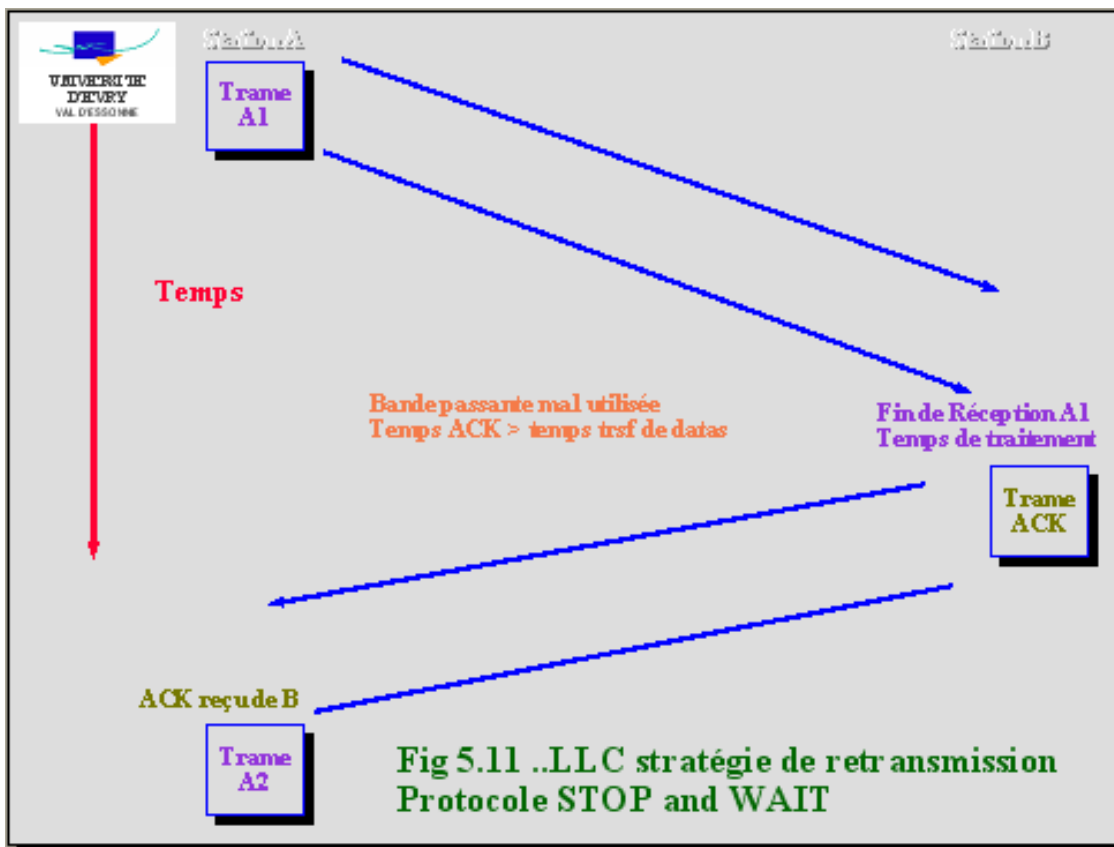 Station A
Station B
UNIVERSITE
D'EVRY
VAL D'ESSONNE
Trame
A1
Temps
Bande passante mal utilisée
Temps ACK > temps trsf de datas
Fin de Réception A1
Temps de traitement
Trame
ACK
ACK reçu de B
Trame
A2
Fig 5.11 ..LLC stratégie de retransmission
Protocole STOP and WAIT